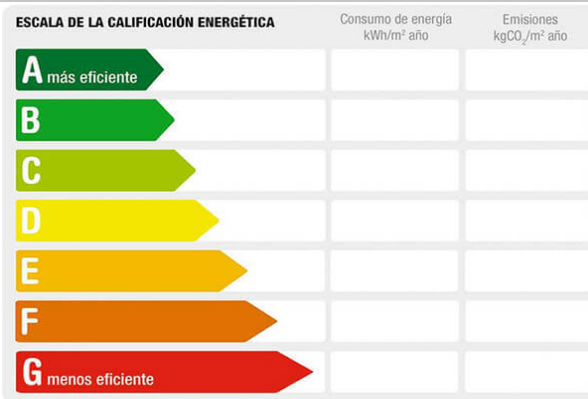 ESCALA DE LA CALIFICACIÓN ENERGÉTICA
Consumo de energía
kWh/m² año
Emisiones
kgCO₂/m² año
A más eficiente
B
C
D
E
F
G menos eficiente